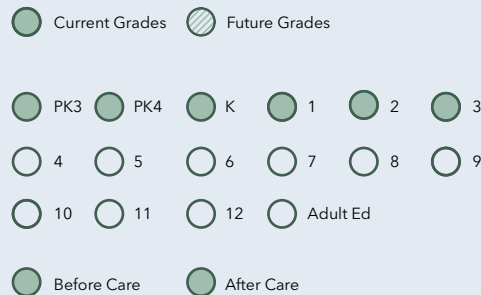 Current Grades Future Grades
PK3 PK4 K 1 2 3
4 5 6 7 8 9
10 11 12 Adult Ed
Before Care After Care